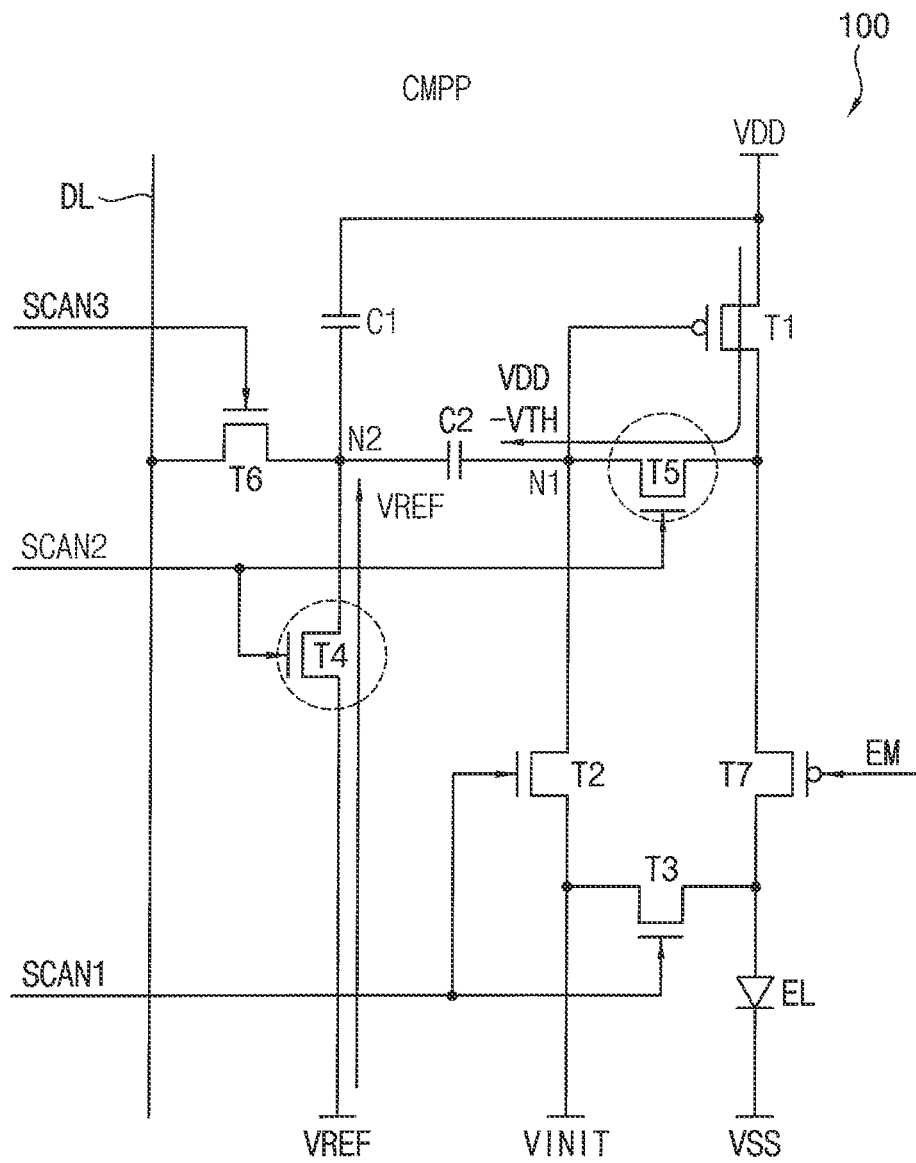 100
CMPP
VDD
DL
SCAN3
C1
T1
VDD
-VTH
C2
N2
T6
N1
T5
VREF
SCAN2
T4
T2
T7
EM
T3
SCAN1
EL
VREF
VINIT
VSS